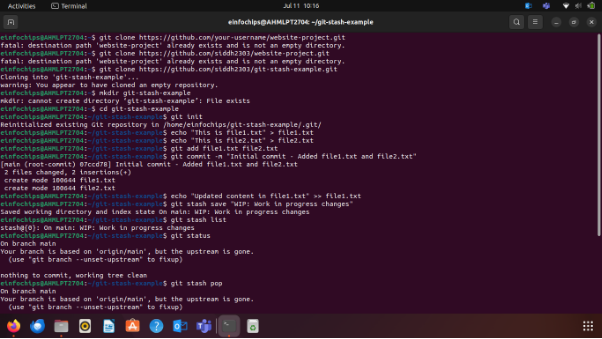 Activities
Terminal
Jul 11 10:16
einfochips@AHMLPT2704: ~/git-stash-example
einfochips@AHMLPT2704:~$ git clone https://github.com/your-username/website-project.git
fatal: destination path 'website-project' already exists and is not an empty directory.
einfochips@AHMLPT2704:~$ git clone https://github.com/siddh2303/website-project.git
fatal: destination path 'website-project' already exists and is not an empty directory.
einfochips@AHMLPT2704:~$ git clone https://github.com/siddh2303/git-stash-example.git
Cloning into 'git-stash-example'...
warning: You appear to have cloned an empty repository.
einfochips@AHMLPT2704:~$ mkdir git-stash-example
mkdir: cannot create directory 'git-stash-example': File exists
einfochips@AHMLPT2704:~$ cd git-stash-example
einfochips@AHMLPT2704:~/git-stash-example$ git init
Reinitialized existing Git repository in /home/einfochips/git-stash-example/.git/
einfochips@AHMLPT2704:~/git-stash-example$ echo "This is file1.txt" > file1.txt
einfochips@AHMLPT2704:~/git-stash-example$ echo "This is file2.txt" > file2.txt
einfochips@AHMLPT2704:~/git-stash-example$ git add file1.txt file2.txt
einfochips@AHMLPT2704:~/git-stash-example$ git commit -m "Initial commit - Added file1.txt and file2.txt"
[main (root-commit) 07ccd78] Initial commit - Added file1.txt and file2.txt
2 files changed, 2 insertions(+)
create mode 100644 file1.txt
create mode 100644 file2.txt
einfochips@AHMLPT2704:~/git-stash-example$ echo "Updated content in file1.txt" >> file1.txt
einfochips@AHMLPT2704:~/git-stash-example$ git stash save "WIP: Work in progress changes"
Saved working directory and index state On main: WIP: Work in progress changes
einfochips@AHMLPT2704:~/git-stash-example$ git stash list
stash@{0}: On main: WIP: Work in progress changes
einfochips@AHMLPT2704:~/git-stash-example$ git status
On branch main
Your branch is based on 'origin/main', but the upstream is gone.
(use "git branch --unset-upstream" to fixup)
nothing to commit, working tree clean
einfochips@AHMLPT2704:~/git-stash-example$ git stash pop
On branch main
Your branch is based on 'origin/main', but the upstream is gone.
(use "git branch --unset-upstream" to fixup)